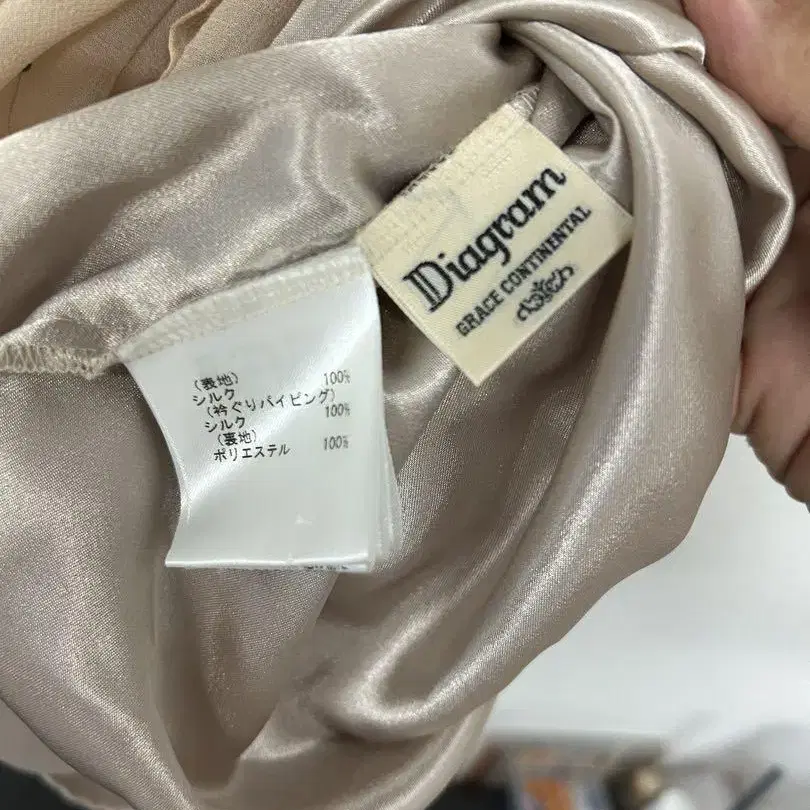 Diagram
GRACE CONTINENTAL
(表地)
シルク 100%
(衿ぐりパイピング)
シルク 100%
(裏地)
ポリエステル 100%